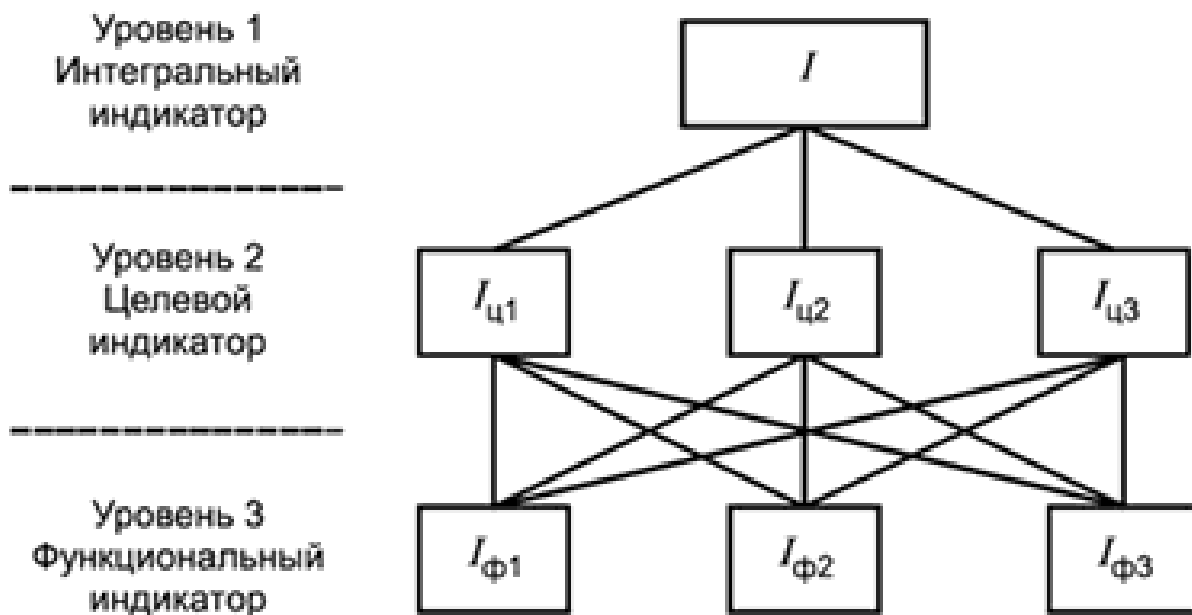 Уровень 1
Интегральный
индикатор
I
Уровень 2
Целевой
индикатор
Iц1
Iц2
Iц3
Уровень 3
Функциональный
индикатор
Iф1
Iф2
Iф3